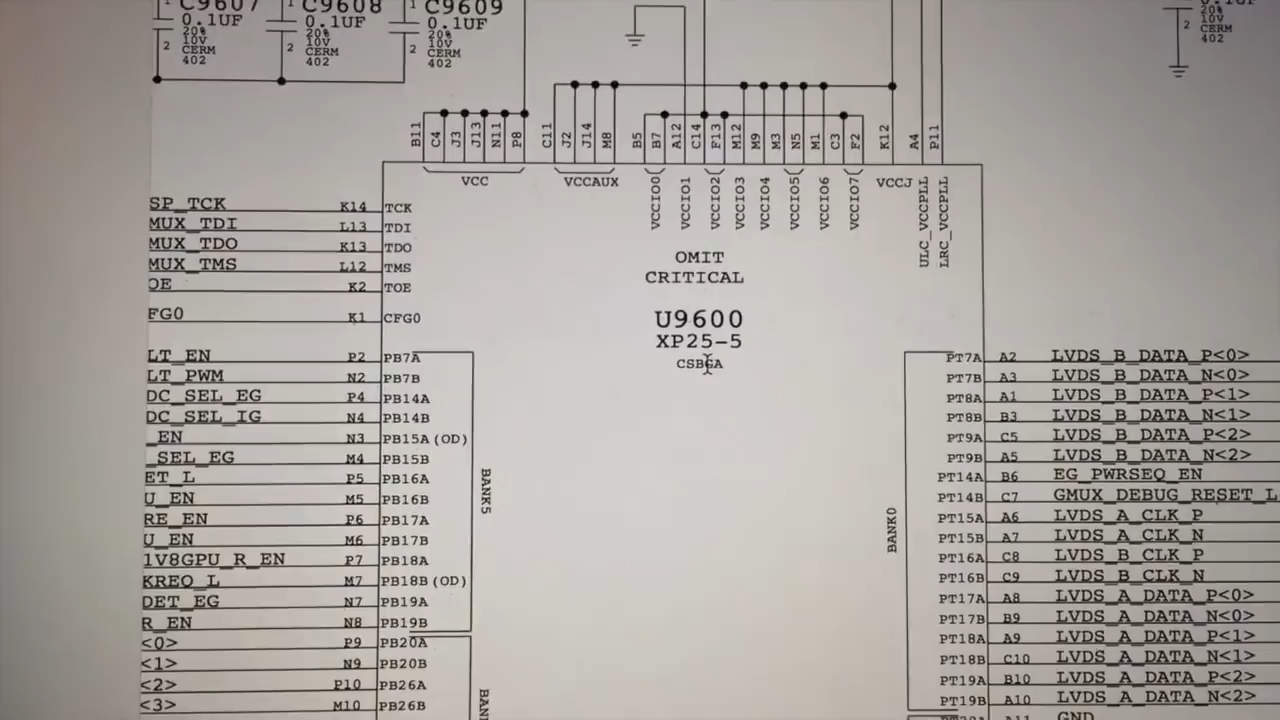 C9607
0.1UF
20%
10V
CERM
402
C9608
0.1UF
20%
10V
CERM
402
C9609
0.1UF
20%
10V
CERM
402
20%
10V
CERM
402
1 1 1
2 2 2 2
B11 C4 J3 J13 N11 P8 C11 J2 J14 M8 B5 B7 A12 C14 F13 M12 M9 M3 N5 M1 C3 F2 K12 A4 P11
VCC VCCAUX VCCIO0 VCCIO1 VCCIO2 VCCIO3 VCCIO4 VCCIO5 VCCIO6 VCCIO7 VCCJ ULC_VCCPLL LRC_VCCPLL
OMIT
CRITICAL
U9600
XP25-5
CSBGA
SP_TCK K14 TCK
MUX_TDI L13 TDI
MUX_TDO K13 TDO
MUX_TMS L12 TMS
OE K2 TOE
FG0 K1 CFG0
LT_EN P2 PB7A
LT_PWM N2 PB7B
DC_SEL_EG P4 PB14A
DC_SEL_IG N4 PB14B
_EN N3 PB15A(OD)
_SEL_EG M4 PB15B
ET_L P5 PB16A
U_EN M5 PB16B
RE_EN P6 PB17A
U_EN M6 PB17B
1V8GPU_R_EN P7 PB18A
KREQ_L M7 PB18B(OD)
DET_EG N7 PB19A
R_EN N8 PB19B
<0> P9 PB20A
<1> N9 PB20B
<2> P10 PB26A
<3> M10 PB26B
BANK5
BAN
BANK0
PT7A A2 LVDS_B_DATA_P<0>
PT7B A3 LVDS_B_DATA_N<0>
PT8A A1 LVDS_B_DATA_P<1>
PT8B B3 LVDS_B_DATA_N<1>
PT9A C5 LVDS_B_DATA_P<2>
PT9B A5 LVDS_B_DATA_N<2>
PT14A B6 EG_PWRSEQ_EN
PT14B C7 GMUX_DEBUG_RESET_L
PT15A A6 LVDS_A_CLK_P
PT15B A7 LVDS_A_CLK_N
PT16A C8 LVDS_B_CLK_P
PT16B C9 LVDS_B_CLK_N
PT17A A8 LVDS_A_DATA_P<0>
PT17B B9 LVDS_A_DATA_N<0>
PT18A A9 LVDS_A_DATA_P<1>
PT18B C10 LVDS_A_DATA_N<1>
PT19A B10 LVDS_A_DATA_P<2>
PT19B A10 LVDS_A_DATA_N<2>
A11 GND